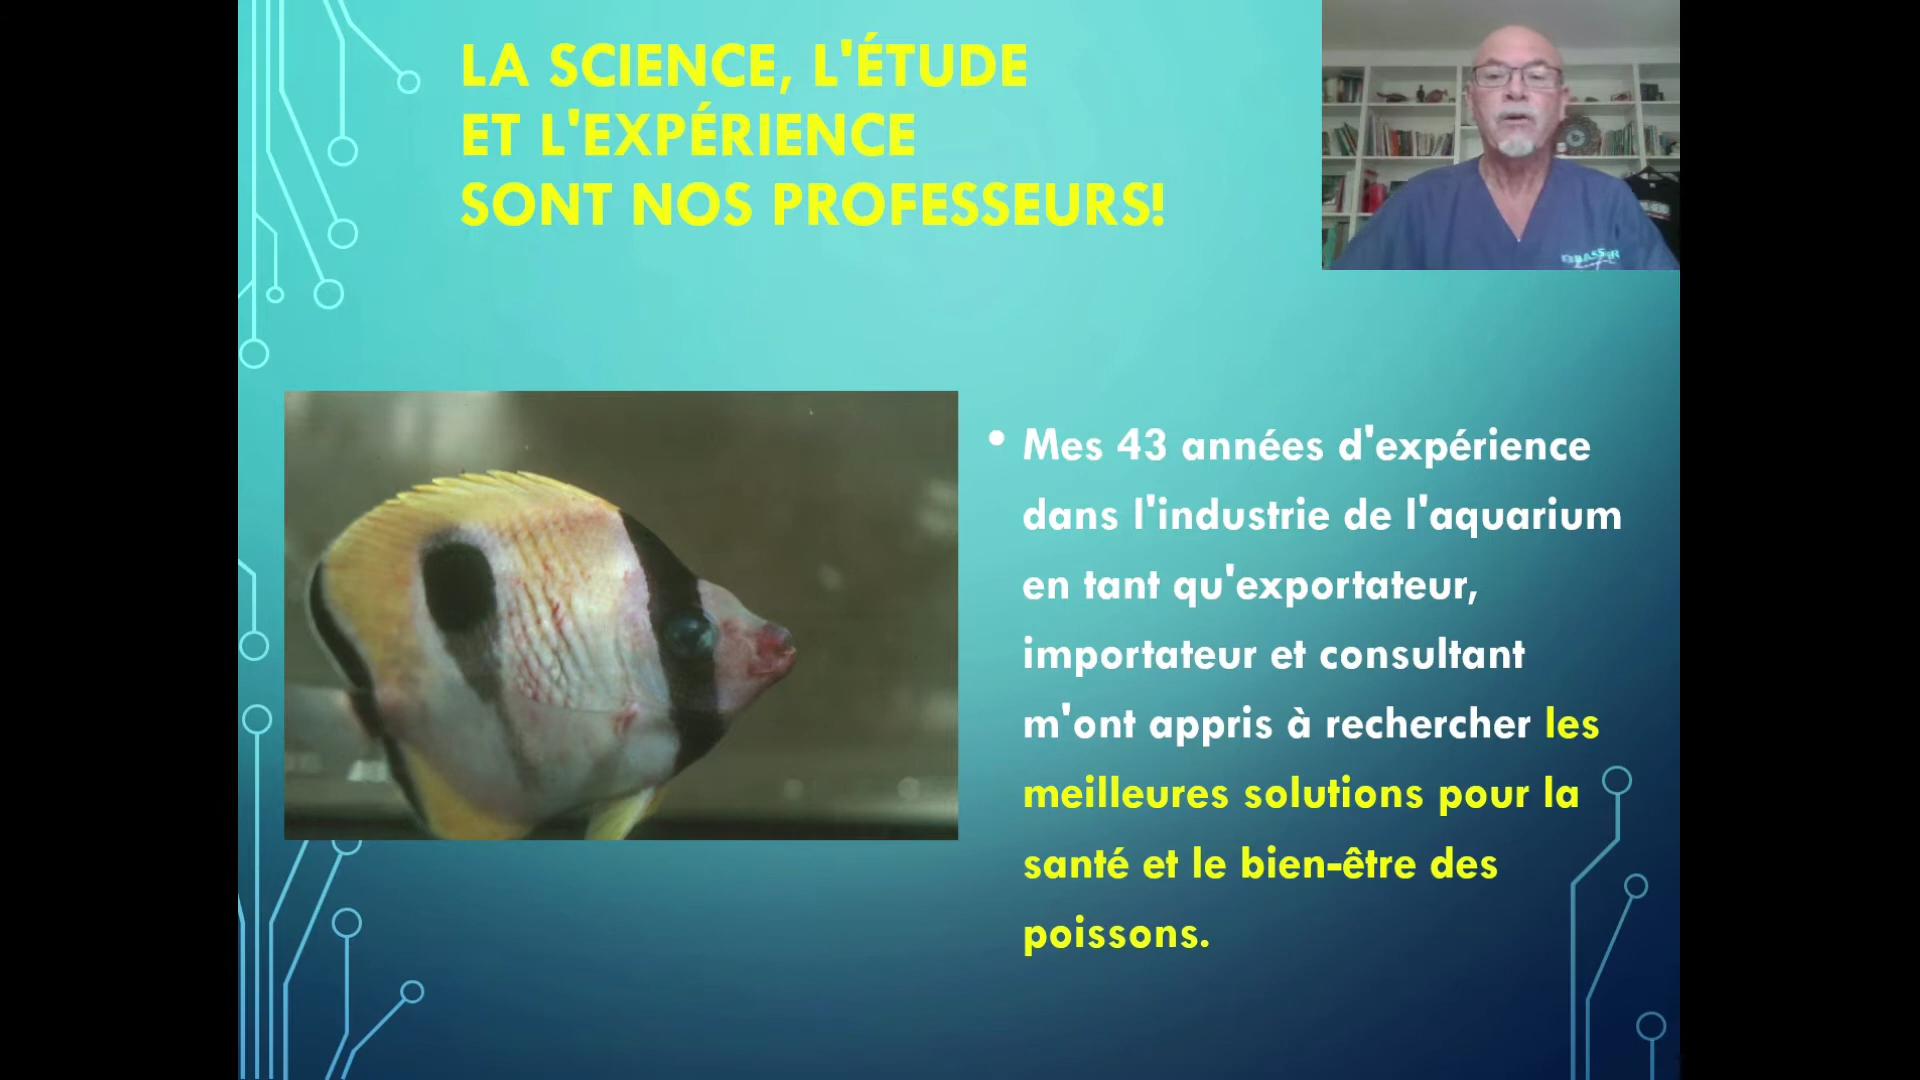 LA SCIENCE, L'ÉTUDE
ET L'EXPÉRIENCE
SONT NOS PROFESSEURS!
• Mes 43 années d'expérience
dans l'industrie de l'aquarium
en tant qu'exportateur,
importateur et consultant
m'ont appris à rechercher les
meilleures solutions pour la
santé et le bien-être des
poissons.